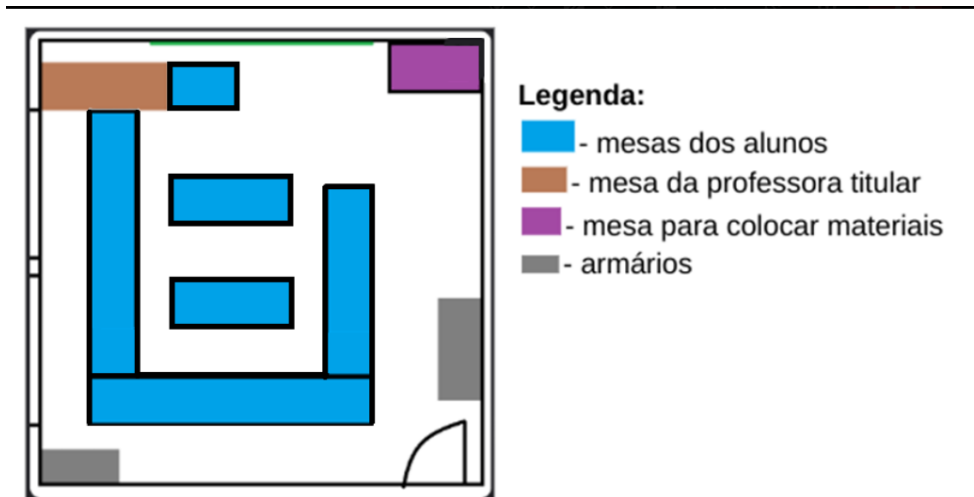 Legenda:
- mesas dos alunos
- mesa da professora titular
- mesa para colocar materiais
- armários